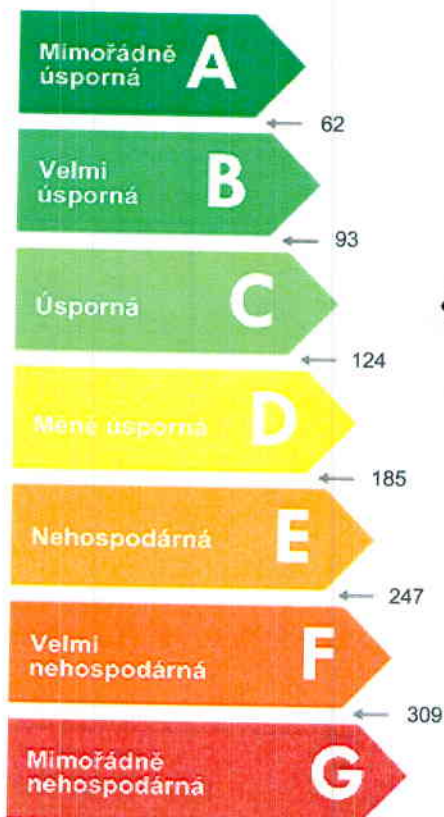 Mimořádně
úsporná
A
62
Velmi
úsporná
B
93
Úsporná
C
124
Méně úsporná
D
185
Nehospodárná
E
247
Velmi
nehospodárná
F
309
Mimořádně
nehospodárná
G